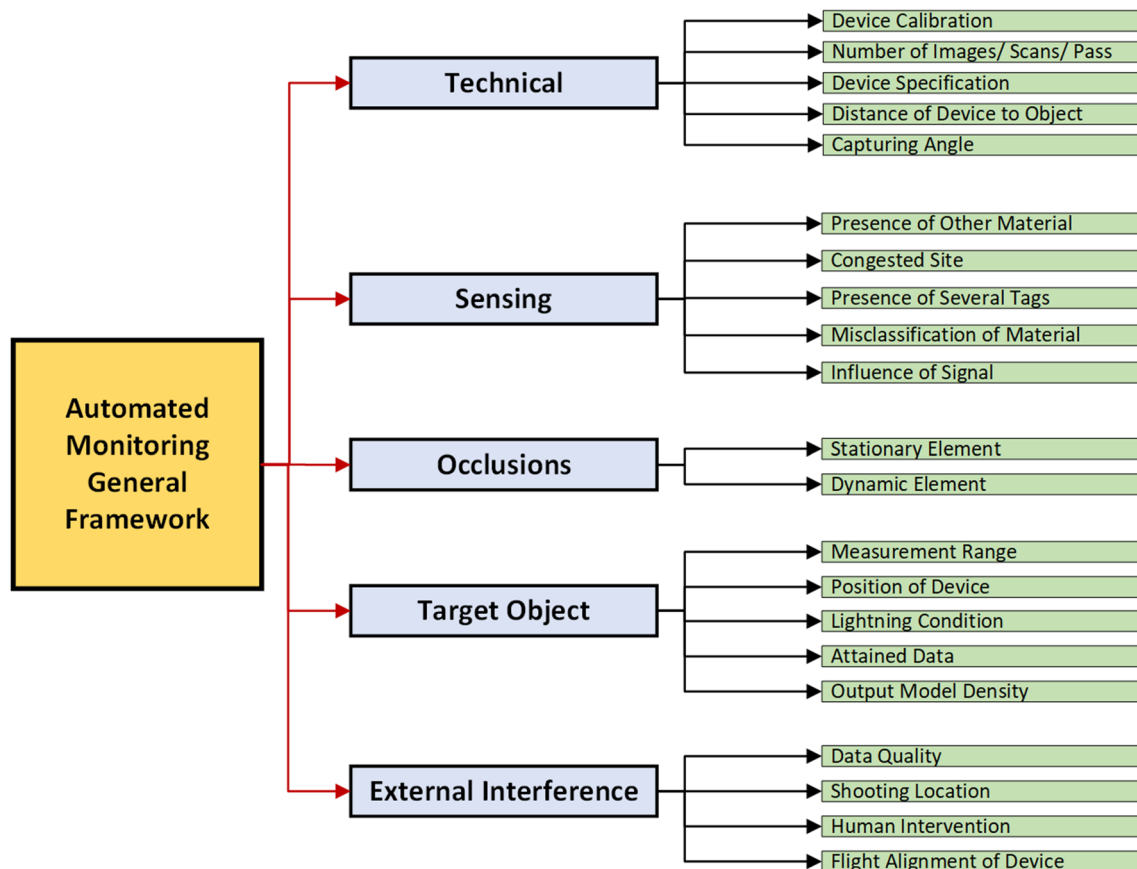 Automated
Monitoring
General
Framework
Technical
Device Calibration
Number of Images/ Scans/ Pass
Device Specification
Distance of Device to Object
Capturing Angle
Sensing
Presence of Other Material
Congested Site
Presence of Several Tags
Misclassification of Material
Influence of Signal
Occlusions
Stationary Element
Dynamic Element
Target Object
Measurement Range
Position of Device
Lightning Condition
Attained Data
Output Model Density
External Interference
Data Quality
Shooting Location
Human Intervention
Flight Alignment of Device